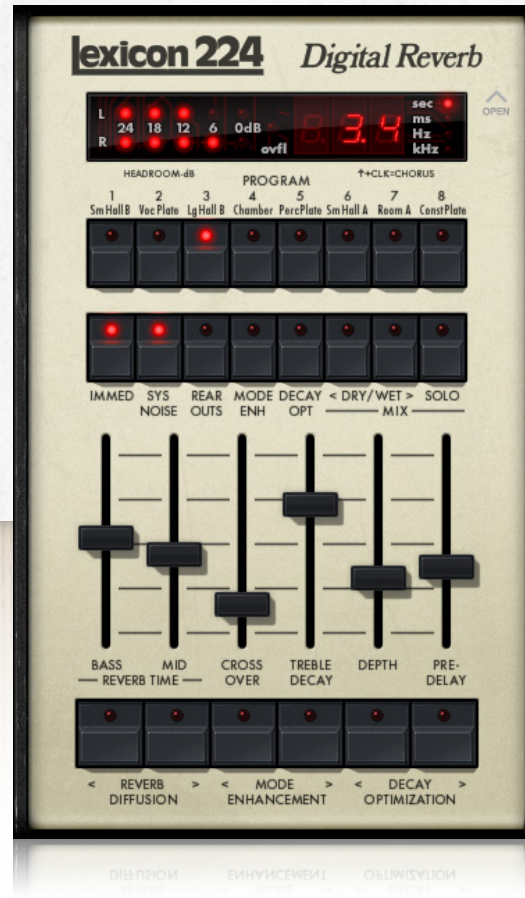 lexicon 224 Digital Reverb
OPEN
L 24 18 12 6 0dB
R ovfl
3.4
sec
ms
Hz
kHz
HEADROOM-dB PROGRAM ↑+CLK=CHORUS
1 2 3 4 5 6 7 8
Sm Hall B Voc Plate Lg Hall B Chamber Perc Plate Sm Hall A Room A Const Plate
IMMED SYS NOISE REAR OUTS MODE ENH DECAY OPT < DRY/WET > MIX SOLO
BASS MID CROSS OVER TREBLE DECAY DEPTH PRE-DELAY
REVERB TIME
< REVERB > < MODE > < DECAY >
DIFFUSION ENHANCEMENT OPTIMIZATION